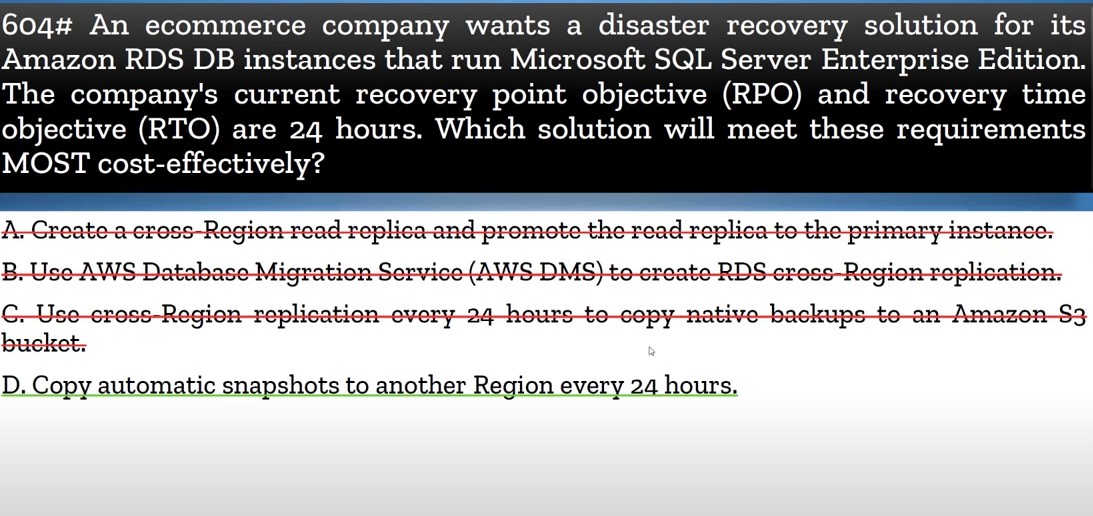 604# An ecommerce company wants a disaster recovery solution for its
Amazon RDS DB instances that run Microsoft SQL Server Enterprise Edition.
The company's current recovery point objective (RPO) and recovery time
objective (RTO) are 24 hours. Which solution will meet these requirements
MOST cost-effectively?
A. Create a cross-Region read replica and promote the read replica to the primary instance.
B. Use AWS Database Migration Service (AWS DMS) to create RDS cross-Region replication.
C. Use cross-Region replication every 24 hours to copy native backups to an Amazon S3
bucket.
D. Copy automatic snapshots to another Region every 24 hours.